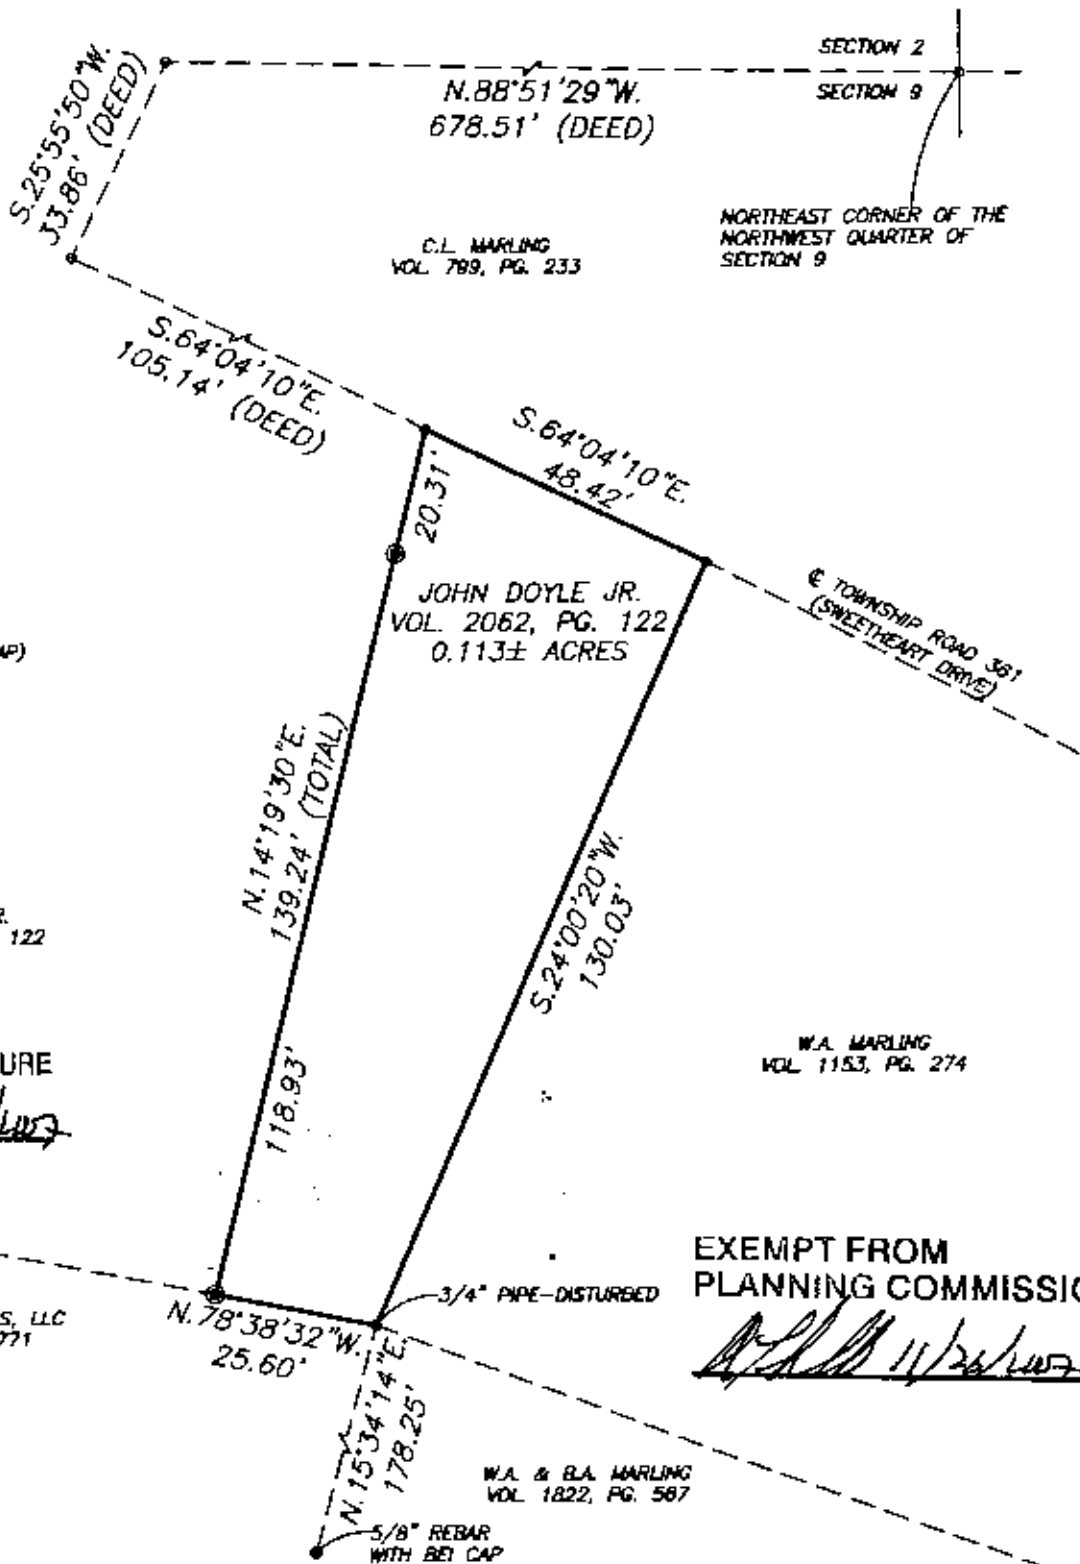 SECTION 2
SECTION 9
N.88°51'29"W.
678.51' (DEED)
S.25°55'50"W.
33.86' (DEED)
NORTHEAST CORNER OF THE
NORTHWEST QUARTER OF
SECTION 9
C.L. MARLING
VOL. 789, PG. 233
S.64°04'10"E.
105.14' (DEED)
S.64°04'10"E.
48.42'
20.31'
JOHN DOYLE JR.
VOL. 2062, PG. 122
0.113± ACRES
℄ TOWNSHIP ROAD 361
(SWEETHEART DRIVE)
N.14°19'30"E.
139.24' (TOTAL)
S.24°00'20"W.
130.03'
122
URE
W.A. MARLING
VOL. 1153, PG. 274
118.93'
EXEMPT FROM
PLANNING COMMISSIO
3/4" PIPE-DISTURBED
S, LLC
N.78°38'32"W.
25.60'
N.15°34'14"E.
178.25'
W.A. & B.A. MARLING
VOL. 1822, PG. 567
5/8" REBAR
WITH BEI CAP